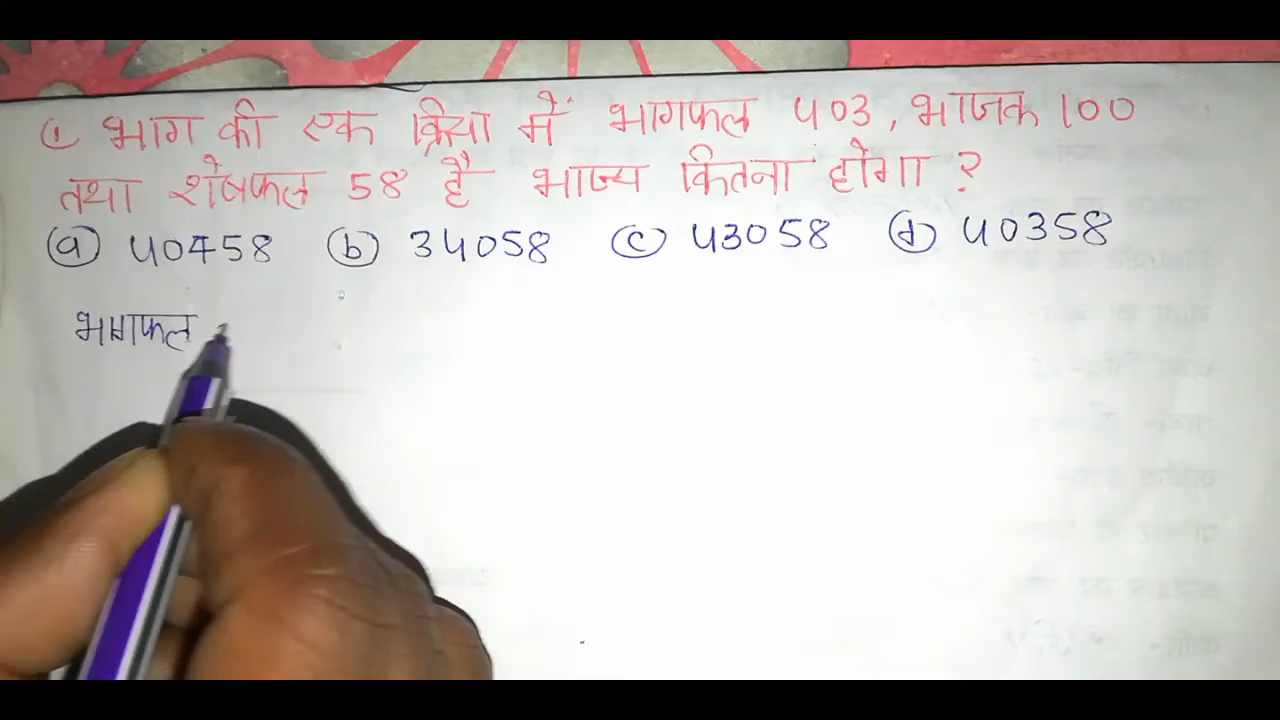 ① भाग की एक क्रिया में भागफल 403, भाजक 100
तथा शेषफल 58 है भाज्य कितना होगा ?
ⓐ 40458 ⓑ 34058 ⓒ 43058 ⓓ 40358
भागफल